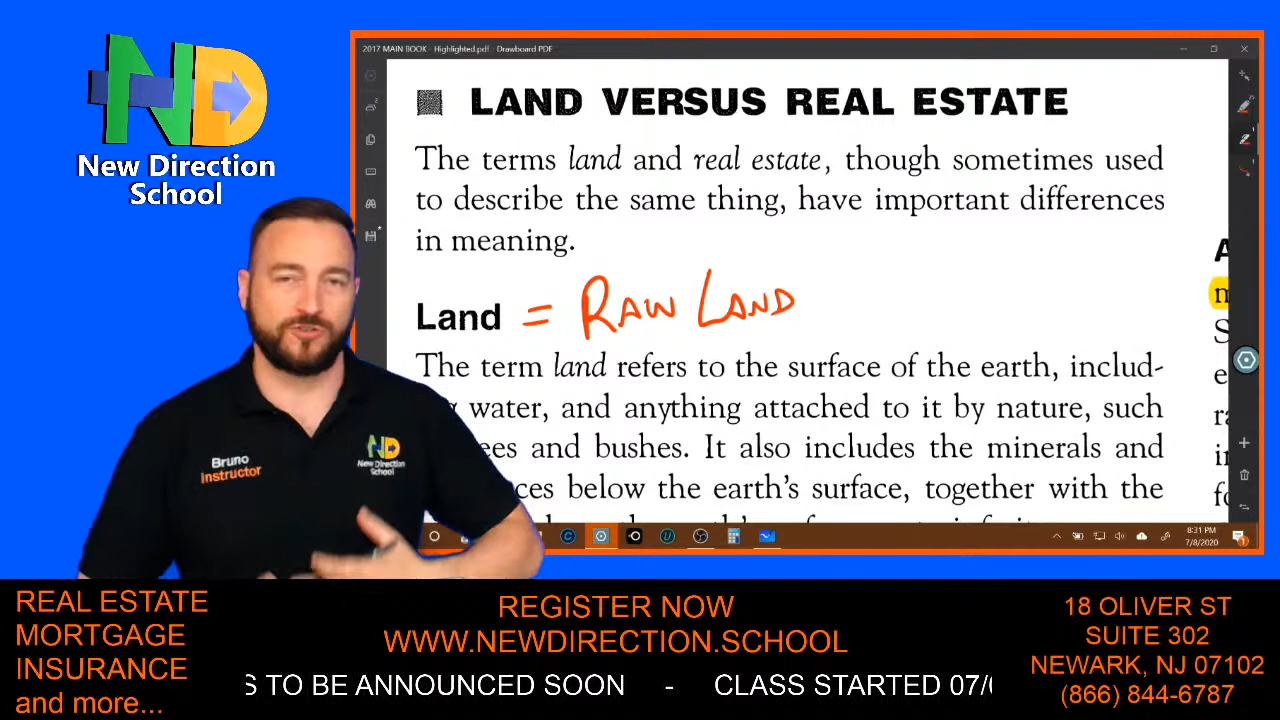 New Direction
School
2017 MAIN BOOK - Highlighted.pdf - Drawboard PDF
LAND VERSUS REAL ESTATE
The terms land and real estate, though sometimes used
to describe the same thing, have important differences
in meaning.
Land = RAW LAND
The term land refers to the surface of the earth, includ-
water, and anything attached to it by nature, such
and bushes. It also includes the minerals and
below the earth's surface, together with the
Bruno
instructor
ND
New Direction
School
8:31 PM
7/8/2020
REAL ESTATE
MORTGAGE
INSURANCE
and more...
REGISTER NOW
WWW.NEWDIRECTION.SCHOOL
S TO BE ANNOUNCED SOON - CLASS STARTED 07/
18 OLIVER ST
SUITE 302
NEWARK, NJ 07102
(866) 844-6787